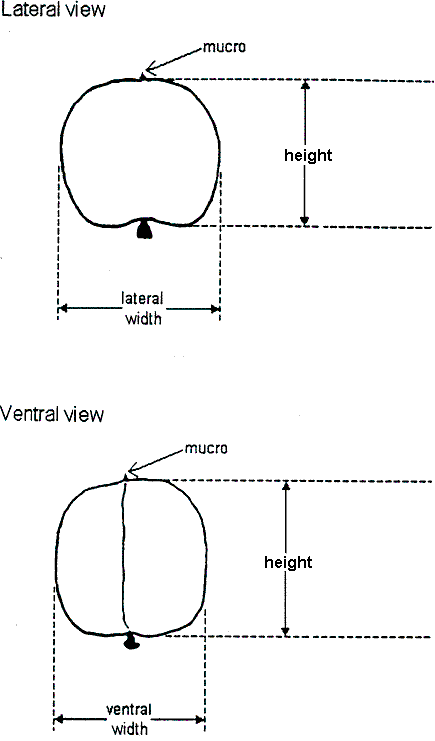 Lateral view
mucro
height
lateral
width
Ventral view
mucro
height
ventral
width